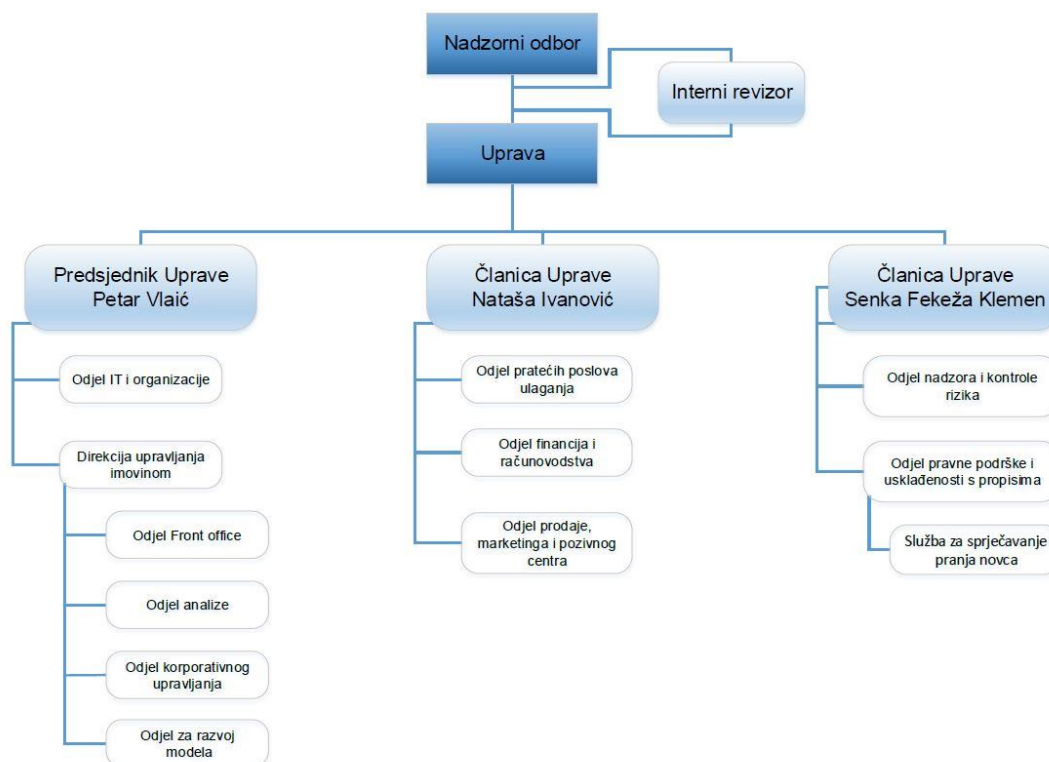 Nadzorni odbor
Interni revizor
Uprava
Predsjednik Uprave
Petar Vlaić
Odjel IT i organizacije
Direkcija upravljanja
imovinom
Odjel Front office
Odjel analize
Odjel korporativnog
upravljanja
Odjel za razvoj
modela
Članica Uprave
Nataša Ivanović
Odjel pratećih poslova
ulaganja
Odjel financija i
računovodstva
Odjel prodaje,
marketinga i pozivnog
centra
Članica Uprave
Senka Fekeža Klemen
Odjel nadzora i kontrole
rizika
Odjel pravne podrške i
usklađenosti s propisima
Služba za sprječavanje
pranja novca